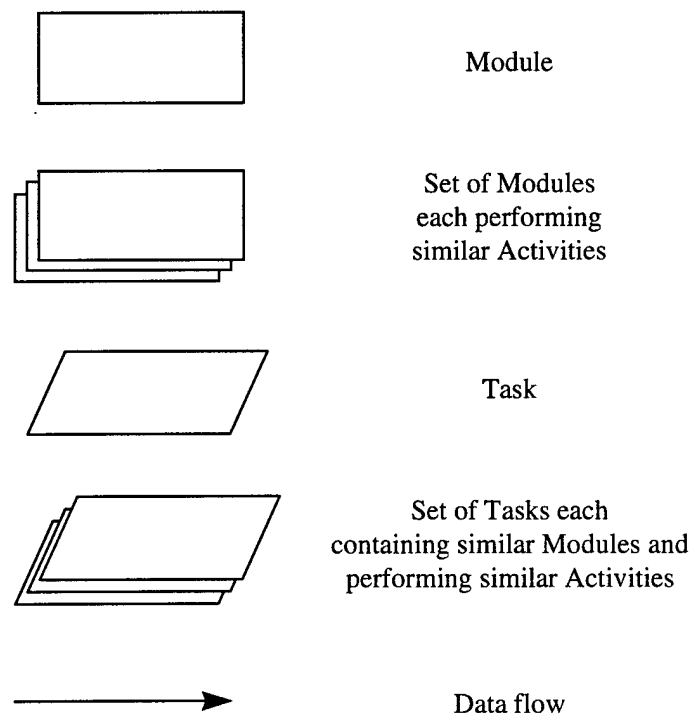 Module
Set of Modules
each performing
similar Activities
Task
Set of Tasks each
containing similar Modules and
performing similar Activities
Data flow